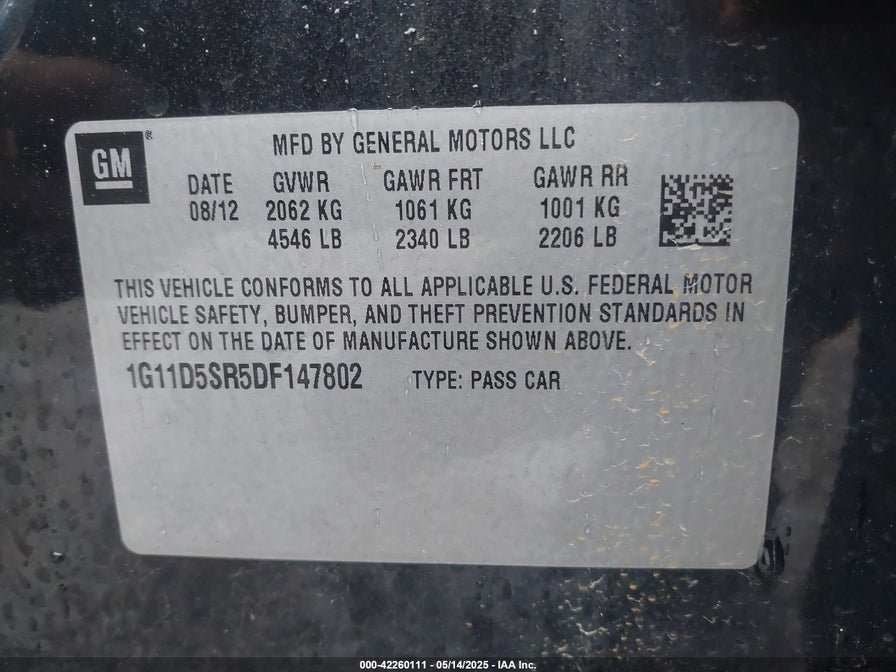 GM ®
MFD BY GENERAL MOTORS LLC
DATE GVWR GAWR FRT GAWR RR
08/12 2062 KG 1061 KG 1001 KG
4546 LB 2340 LB 2206 LB
THIS VEHICLE CONFORMS TO ALL APPLICABLE U.S. FEDERAL MOTOR
VEHICLE SAFETY, BUMPER, AND THEFT PREVENTION STANDARDS IN
EFFECT ON THE DATE OF MANUFACTURE SHOWN ABOVE.
1G11D5SR5DF147802 TYPE: PASS CAR
000-42260111 - 05/14/2025 - IAA Inc.